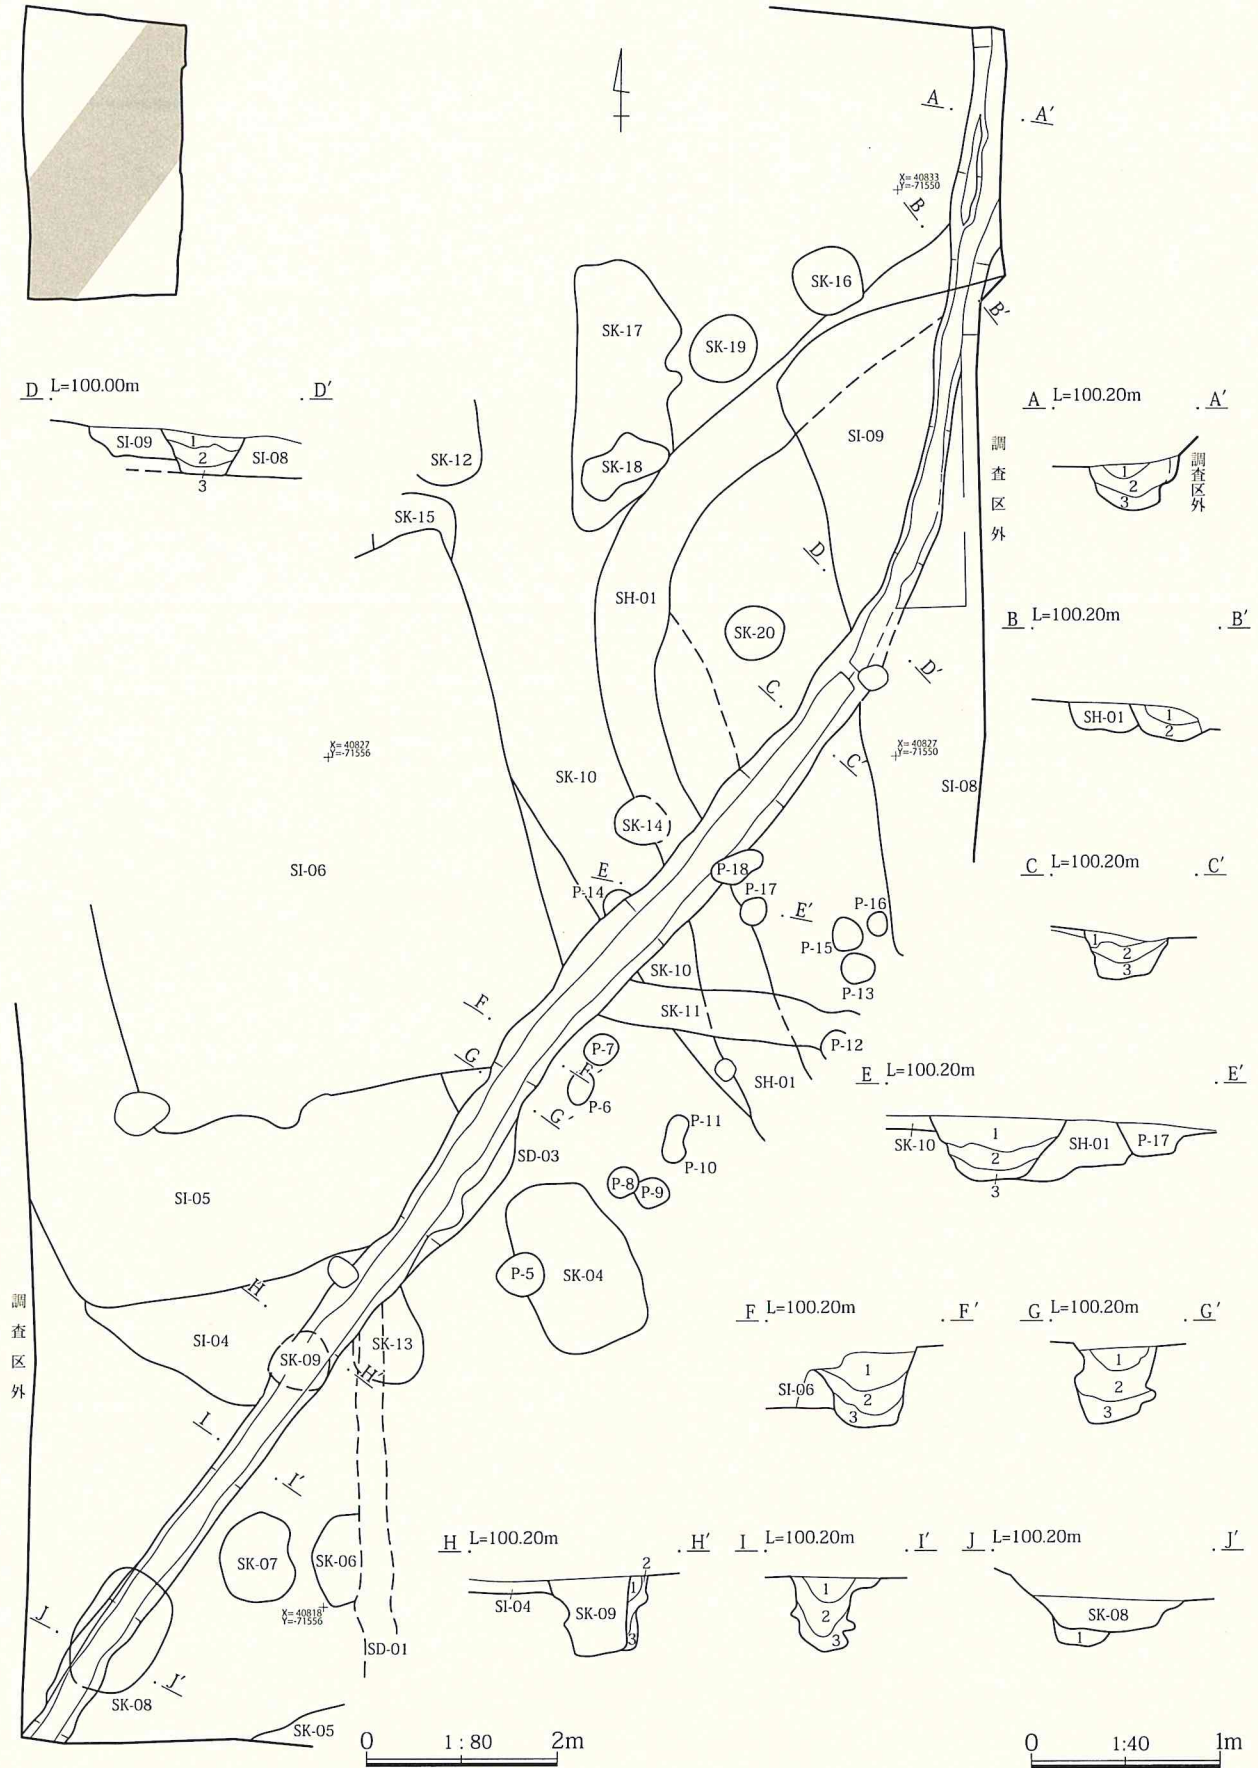 A
A′
X= 40833
Y=-71550
B
SK-16
SK-17
B′
SK-19
D L=100.00m D′
A L=100.20m A′
SI-09
1
2
3
SI-08
SI-09
調査区外
1
2
3
調査区外
SK-12
SK-18
SK-15
D
SH-01
B L=100.20m B′
SK-20
D′
C
SH-01
1
2
X= 40827
Y=-71556
C′
X= 40827
Y=-71550
SK-10
SI-08
SK-14
SI-06
E
P-18
C L=100.20m C′
P-14
P-17
E′
P-16
P-15
1
2
3
SK-10
P-13
F
SK-11
P-7
P-12
G
F′
SH-01
E L=100.20m E′
P-6
G′
P-11
SK-10
1
2
3
SH-01
P-17
SD-03
P-10
P-8
P-9
SI-05
P-5
SK-04
H
調査区外
SI-04
SK-13
SK-09
H′
F L=100.20m F′
SI-06
1
2
3
G L=100.20m G′
1
2
3
I
I′
SK-07
SK-06
X= 40818
Y=-71556
H L=100.20m H′
SI-04
SK-09
1
2
3
I L=100.20m I′
1
2
3
J L=100.20m J′
SK-08
1
J
SD-01
J′
SK-08
SK-05
0 1 : 80 2m
0 1:40 1m